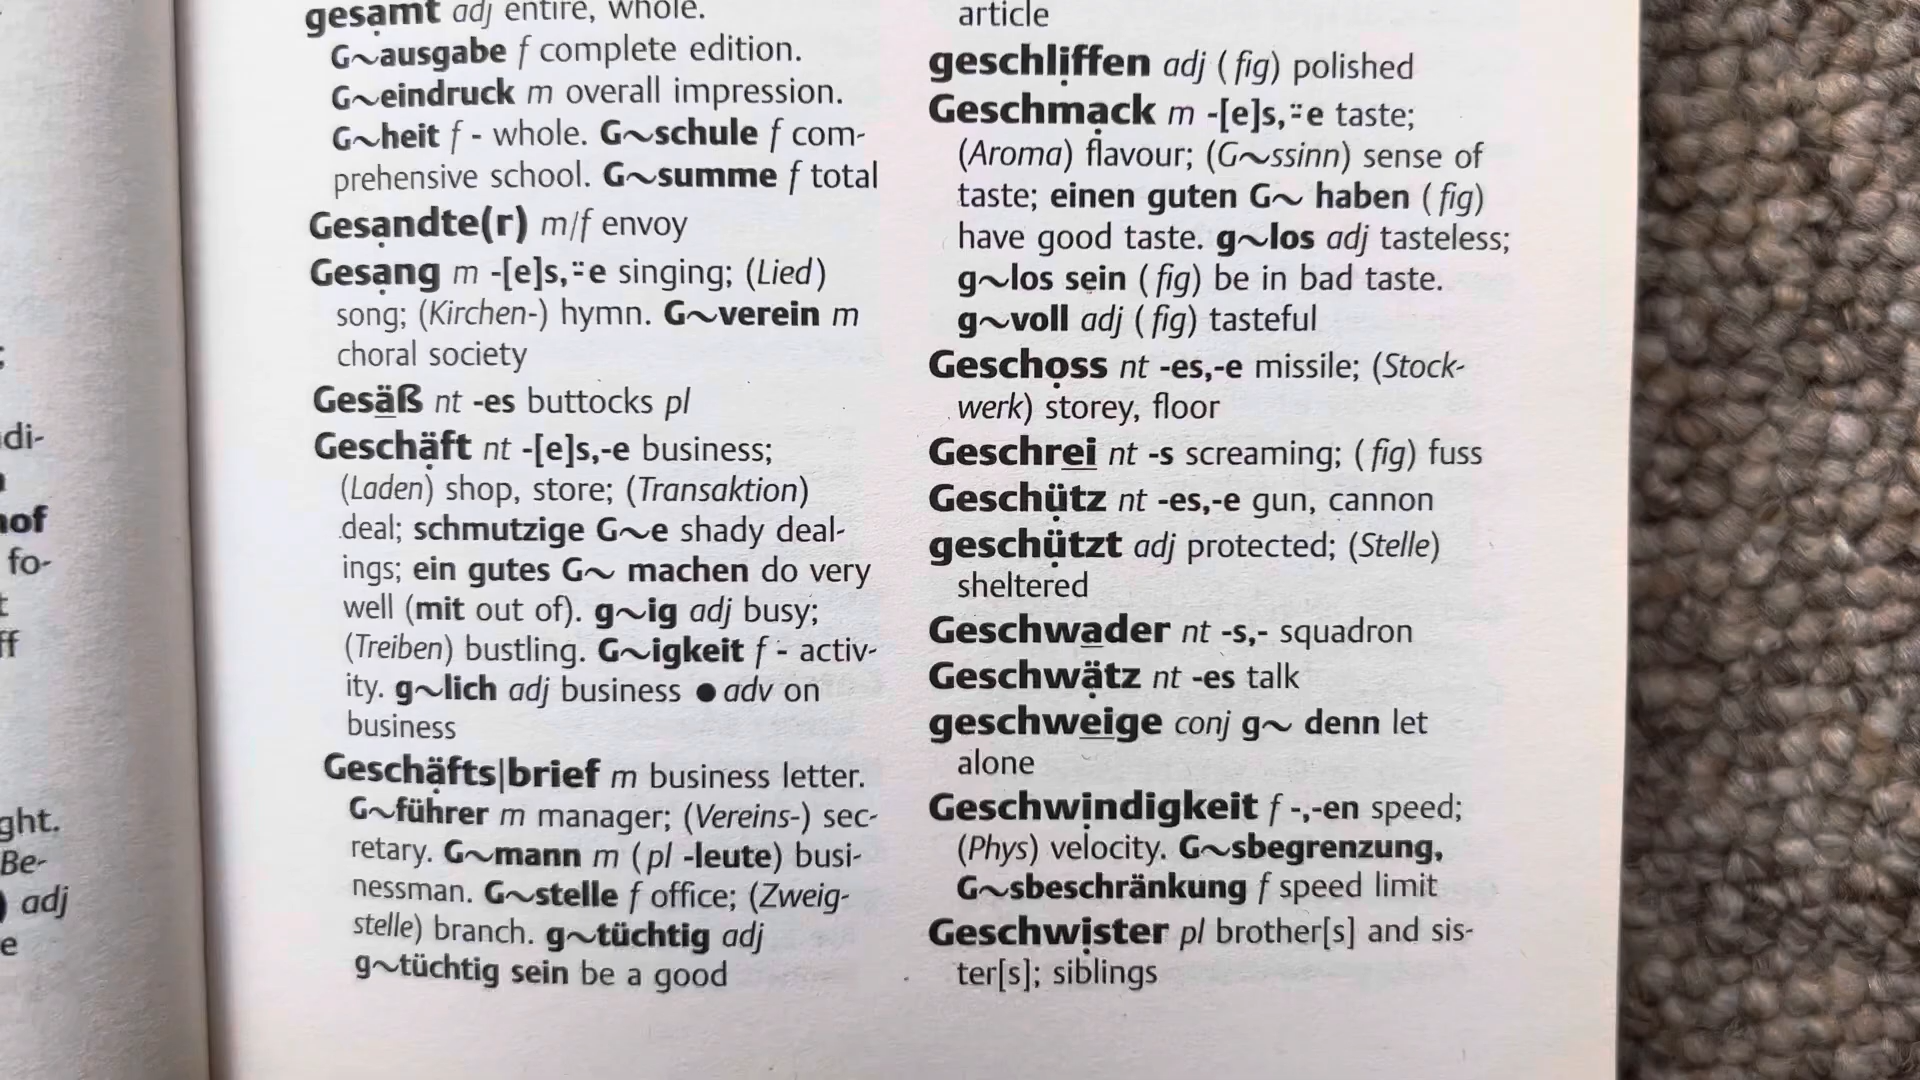 di-
hof
fo-
t
ff
ght.
Be-
) adj
e
gesamt adj entire, whole.
G~ausgabe f complete edition.
G~eindruck m overall impression.
G~heit f - whole. G~schule f com-
prehensive school. G~summe f total
Gesandte(r) m/f envoy
Gesang m -[e]s,⸚e singing; (Lied)
song; (Kirchen-) hymn. G~verein m
choral society
Gesäß nt -es buttocks pl
Geschäft nt -[e]s,-e business;
(Laden) shop, store; (Transaktion)
deal; schmutzige G~e shady deal-
ings; ein gutes G~ machen do very
well (mit out of). g~ig adj busy;
(Treiben) bustling. G~igkeit f - activ-
ity. g~lich adj business ● adv on
business
Geschäfts|brief m business letter.
G~führer m manager; (Vereins-) sec-
retary. G~mann m (pl -leute) busi-
nessman. G~stelle f office; (Zweig-
stelle) branch. g~tüchtig adj
g~tüchtig sein be a good
article
geschliffen adj (fig) polished
Geschmack m -[e]s,⸚e taste;
(Aroma) flavour; (G~ssinn) sense of
taste; einen guten G~ haben (fig)
have good taste. g~los adj tasteless;
g~los sein (fig) be in bad taste.
g~voll adj (fig) tasteful
Geschoss nt -es,-e missile; (Stock-
werk) storey, floor
Geschrei nt -s screaming; (fig) fuss
Geschütz nt -es,-e gun, cannon
geschützt adj protected; (Stelle)
sheltered
Geschwader nt -s,- squadron
Geschwätz nt -es talk
geschweige conj g~ denn let
alone
Geschwindigkeit f -,-en speed;
(Phys) velocity. G~sbegrenzung,
G~sbeschränkung f speed limit
Geschwister pl brother[s] and sis-
ter[s]; siblings